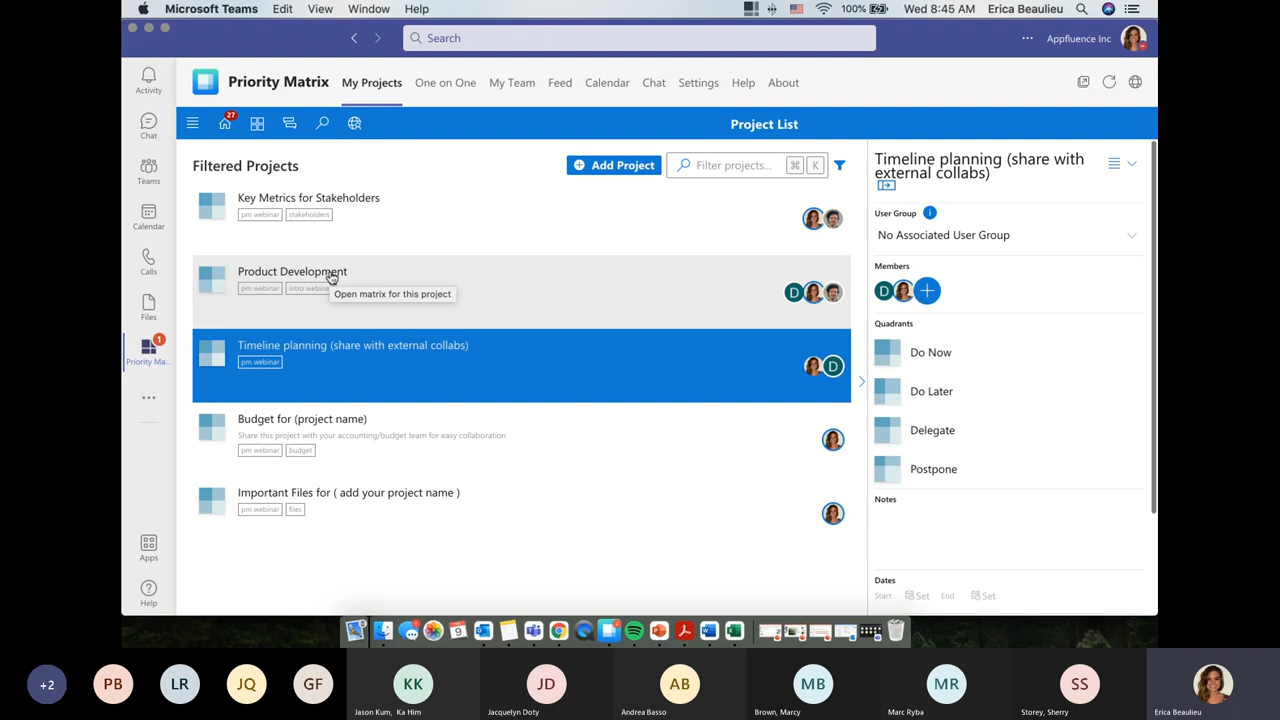 Microsoft Teams Edit View Window Help
100% Wed 8:45 AM Erica Beaulieu
Search
Appfluence Inc
Priority Matrix My Projects One on One My Team Feed Calendar Chat Settings Help About
27
Project List
Activity
Chat
Teams
Calendar
Calls
Files
1
Priority Ma...
Apps
Help
Filtered Projects
Add Project
Filter projects... ⌘ K
Key Metrics for Stakeholders
pm webinar stakeholders
Product Development
pm webinar intro webina
Open matrix for this project
D
Timeline planning (share with external collabs)
pm webinar
D
Budget for (project name)
Share this project with your accounting/budget team for easy collaboration
pm webinar budget
Important Files for ( add your project name )
pm webinar files
Timeline planning (share with
external collabs)
User Group i
No Associated User Group
Members
D +
Quadrants
Do Now
Do Later
Delegate
Postpone
Notes
Dates
Start Set End Set
9
+2 PB LR JQ GF KK JD AB MB MR SS
Jason Kum, Ka Him Jacquelyn Doty Andrea Basso Brown, Marcy Marc Ryba Storey, Sherry Erica Beaulieu